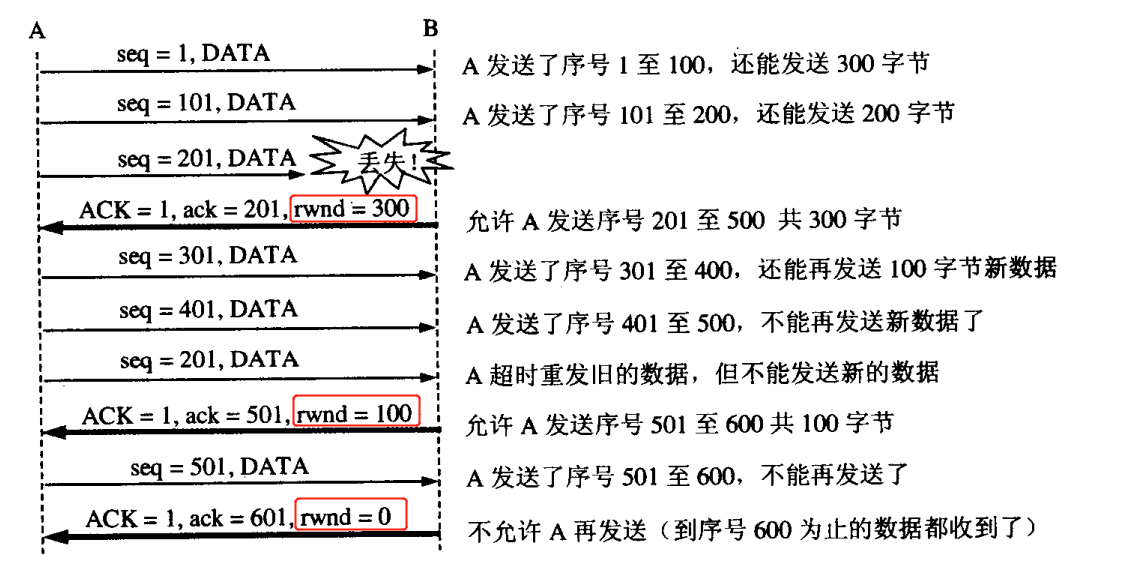 A B
seq = 1, DATA A 发送了序号 1 至 100，还能发送 300 字节
seq = 101, DATA A 发送了序号 101 至 200，还能发送 200 字节
seq = 201, DATA 丢失！
ACK = 1, ack = 201, rwnd = 300 允许 A 发送序号 201 至 500 共 300 字节
seq = 301, DATA A 发送了序号 301 至 400，还能再发送 100 字节新数据
seq = 401, DATA A 发送了序号 401 至 500，不能再发送新数据了
seq = 201, DATA A 超时重发旧的数据，但不能发送新的数据
ACK = 1, ack = 501, rwnd = 100 允许 A 发送序号 501 至 600 共 100 字节
seq = 501, DATA A 发送了序号 501 至 600，不能再发送了
ACK = 1, ack = 601, rwnd = 0 不允许 A 再发送（到序号 600 为止的数据都收到了）